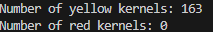 Number of yellow kernels: 163
Number of red kernels: 0